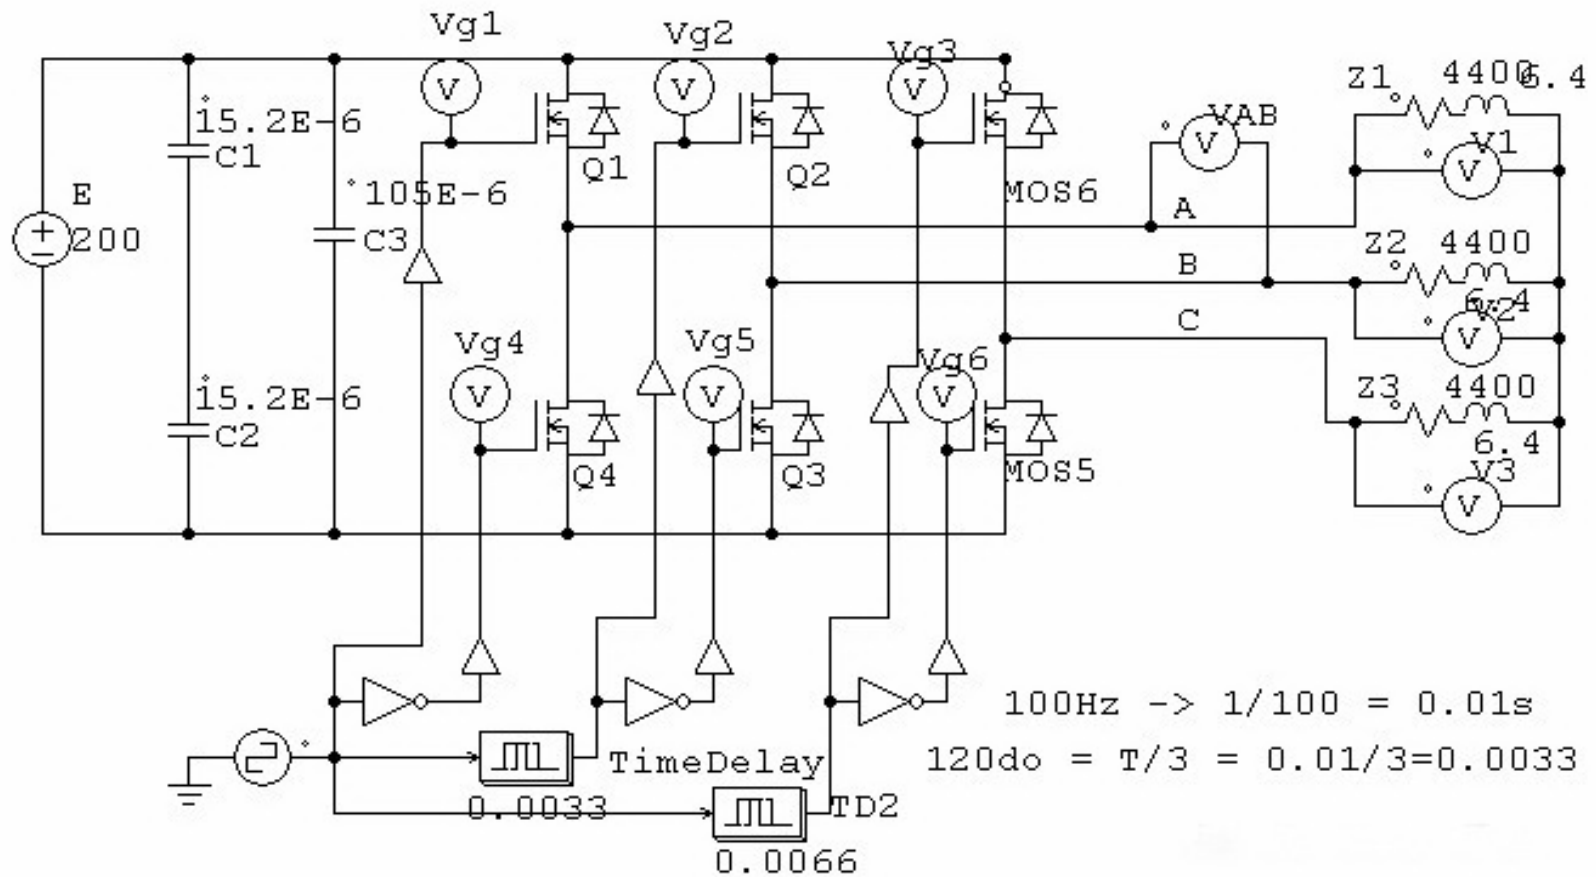 Vg1
Vg2
Vg3
Z1
4400
6.4
V
V
V
15.2E-6
C1
Q1
Q2
VAB
V
V1
V
E
105E-6
MOS6
A
200
C3
Z2
4400
B
6.4
V2
V
C
Vg4
Vg5
Vg6
V
V
V
Z3
4400
15.2E-6
C2
6.4
Q4
Q3
MOS5
V3
V
100Hz -> 1/100 = 0.01s
TimeDelay
120do = T/3 = 0.01/3=0.0033
0.0033
TD2
0.0066